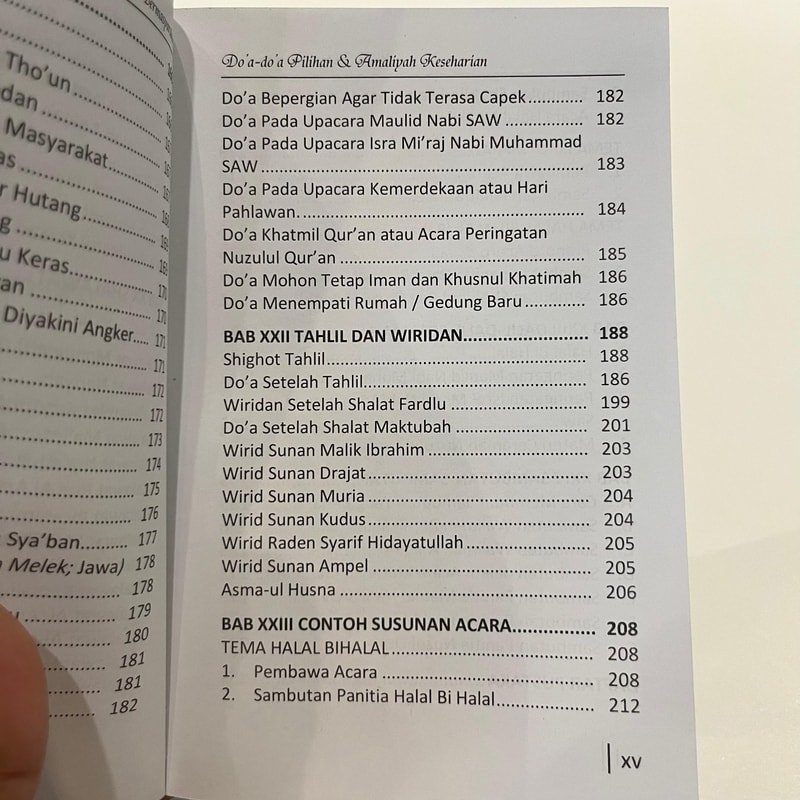 Tho'un
dan
Masyarakat
as
r Hutang
g
u Keras
an
Diyakini Angker.... 171
171
172
172
173
174
175
176
Sya'ban.......... 177
Melek; Jawa) 178
178
179
180
181
181
182
Do'a-do'a Pilihan & Amaliyah Keseharian
Do'a Bepergian Agar Tidak Terasa Capek............ 182
Do'a Pada Upacara Maulid Nabi SAW ................ 182
Do'a Pada Upacara Isra Mi'raj Nabi Muhammad
SAW.................................................................. 183
Do'a Pada Upacara Kemerdekaan atau Hari
Pahlawan........................................................... 184
Do'a Khatmil Qur'an atau Acara Peringatan
Nuzulul Qur'an ................................................... 185
Do'a Mohon Tetap Iman dan Khusnul Khatimah 186
Do'a Menempati Rumah / Gedung Baru............. 186
BAB XXII TAHLIL DAN WIRIDAN......................... 188
Shighot Tahlil...................................................... 188
Do'a Setelah Tahlil............................................... 186
Wiridan Setelah Shalat Fardlu ............................. 199
Do'a Setelah Shalat Maktubah ............................ 201
Wirid Sunan Malik Ibrahim .................................. 203
Wirid Sunan Drajat.............................................. 203
Wirid Sunan Muria .............................................. 204
Wirid Sunan Kudus.............................................. 204
Wirid Raden Syarif Hidayatullah .......................... 205
Wirid Sunan Ampel ............................................. 205
Asma-ul Husna ................................................... 206
BAB XXIII CONTOH SUSUNAN ACARA................ 208
TEMA HALAL BIHALAL......................................... 208
1. Pembawa Acara ............................................ 208
2. Sambutan Panitia Halal Bi Halal..................... 212
xv